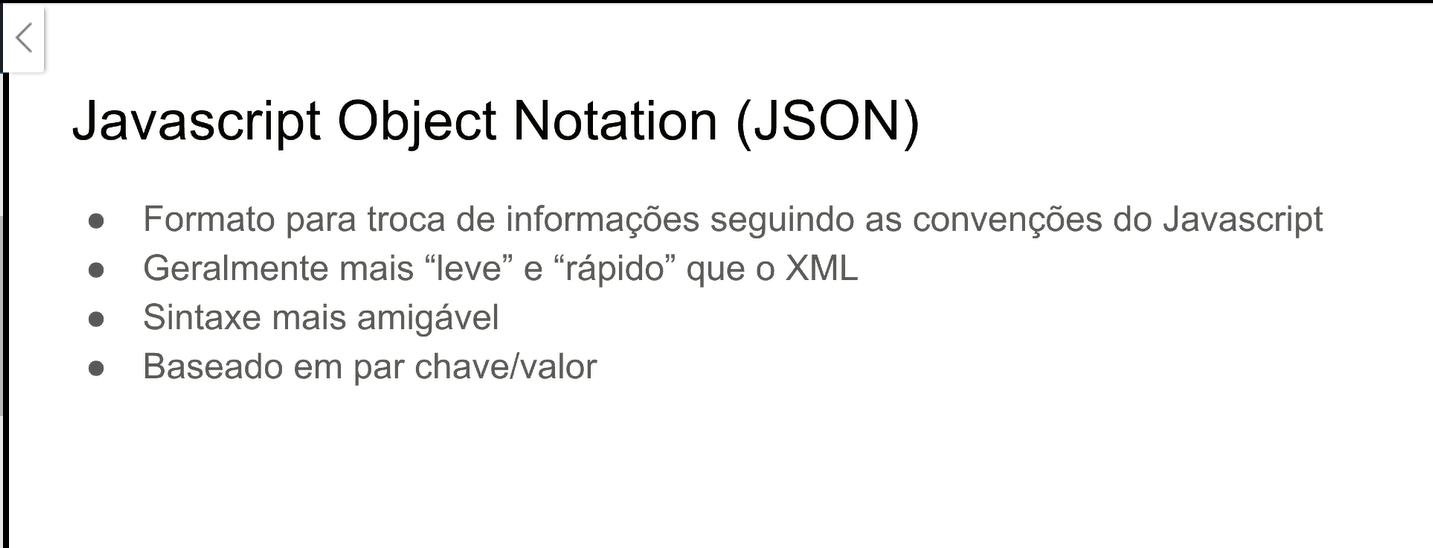 Javascript Object Notation (JSON)
● Formato para troca de informações seguindo as convenções do Javascript
● Geralmente mais “leve” e “rápido” que o XML
● Sintaxe mais amigável
● Baseado em par chave/valor